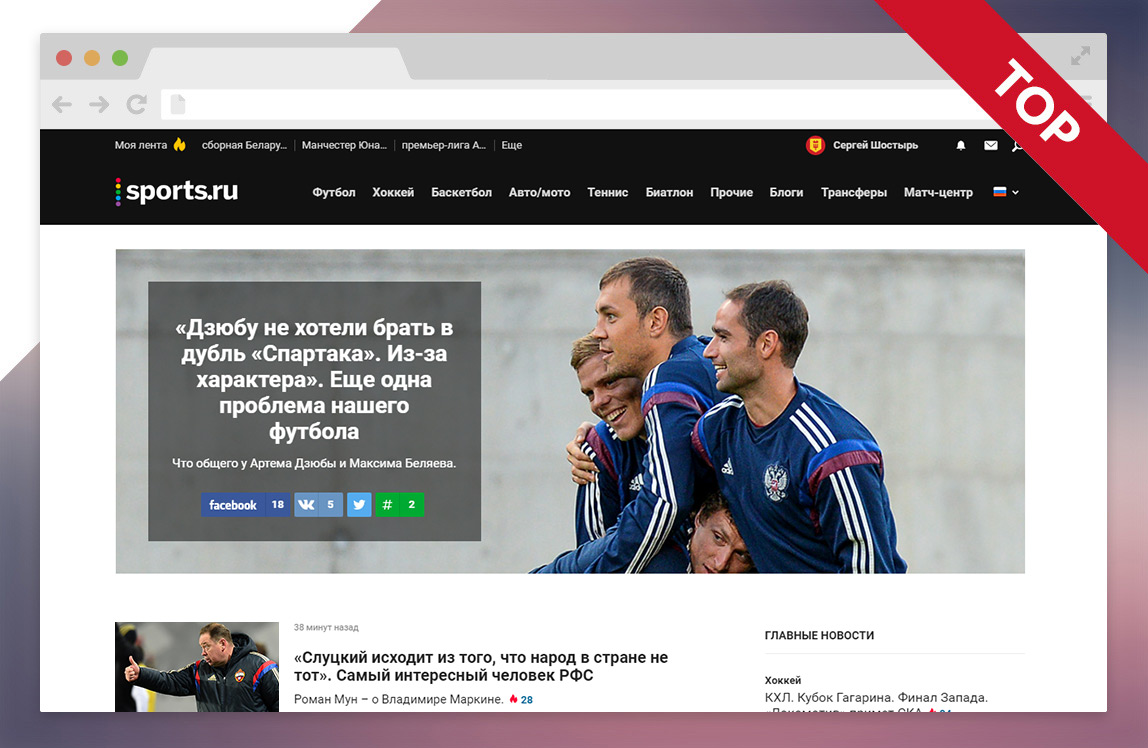 TOP
Моя лента
сборная Белару...
Манчестер Юна...
премьер-лига А...
Еще
Сергей Шостырь
sports.ru
Футбол
Хоккей
Баскетбол
Авто/мото
Теннис
Биатлон
Прочие
Блоги
Трансферы
Матч-центр
«Дзюбу не хотели брать в
дубль «Спартака». Из-за
характера». Еще одна
проблема нашего
футбола
Что общего у Артема Дзюбы и Максима Беляева.
facebook 18
5
# 2
38 минут назад
«Слуцкий исходит из того, что народ в стране не
тот». Самый интересный человек РФС
Роман Мун – о Владимире Маркине. 28
ГЛАВНЫЕ НОВОСТИ
Хоккей
КХЛ. Кубок Гагарина. Финал Запада.